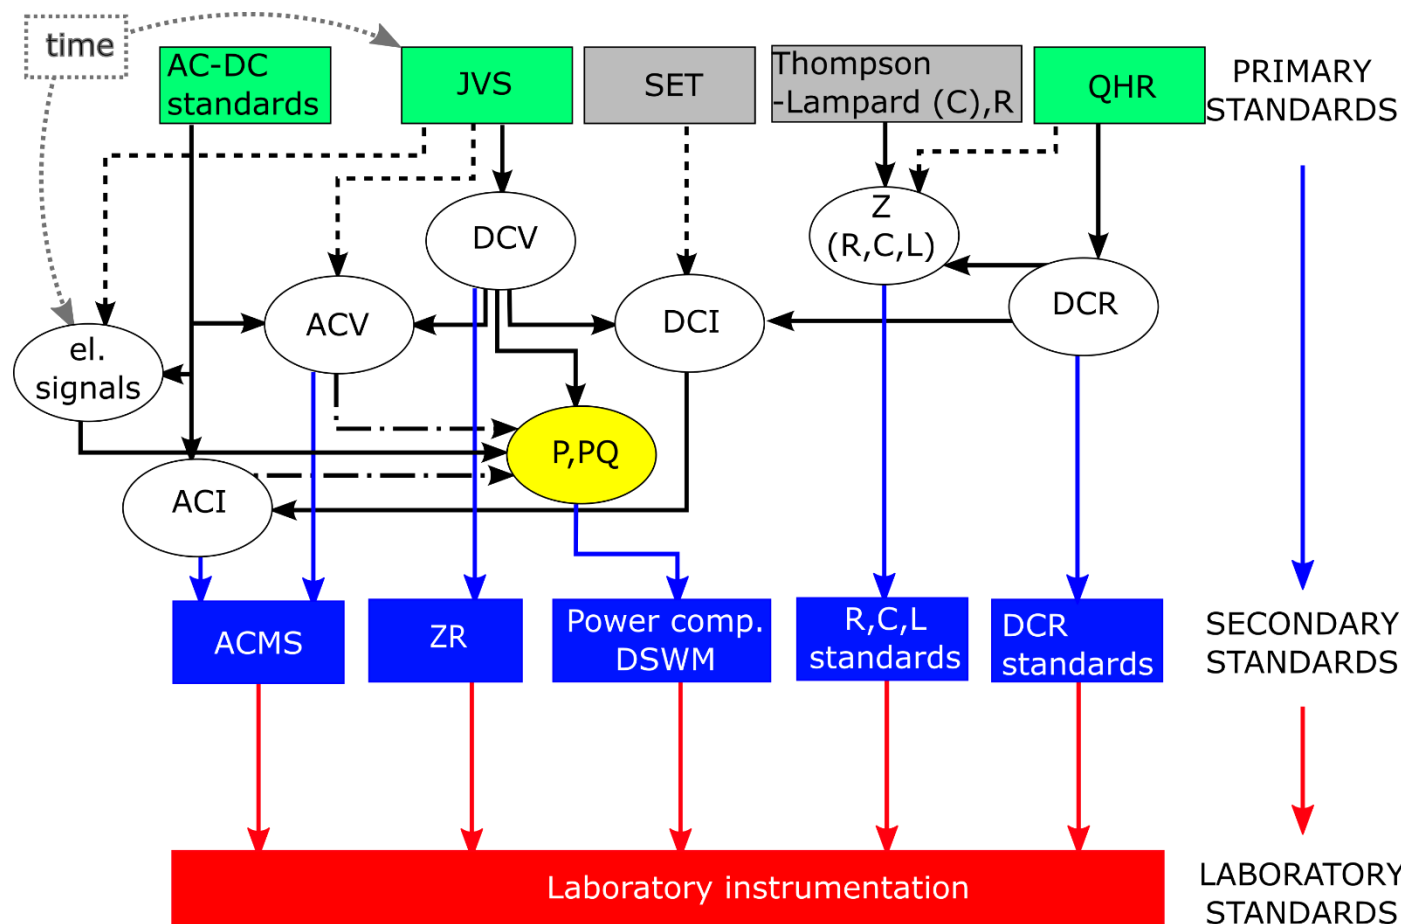 time
AC-DC
standards
JVS
SET
Thompson
-Lampard (C),R
QHR
PRIMARY
STANDARDS
Z
(R,C,L)
DCV
DCR
ACV
DCI
el.
signals
P,PQ
ACI
ACMS
ZR
Power comp.
DSWM
R,C,L
standards
DCR
standards
SECONDARY
STANDARDS
Laboratory instrumentation
LABORATORY
STANDARDS